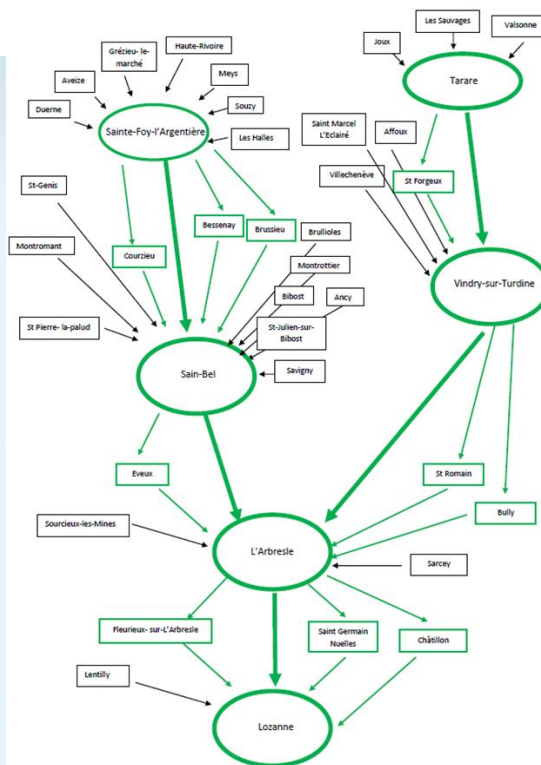 Les Sauvages
Valsonne
Joux
Tarare
Haute-Rivoire
Grézieu- le-
marché
Aveize
Meys
Duerne
Souzy
Sainte-Foy-l'Argentière
Les Halles
Saint Marcel
L'Eclairé
Affoux
Villechenève
St Forgeux
St-Genis
Bessenay
Brussieu
Brullioles
Montromant
Courzieu
Montrottier
Bibost
Ancy
Vindry-sur-Turdine
St Pierre- la-palud
St-Julien-sur-
Bibost
Sain-Bel
Savigny
Eveux
St Romain
Sourcieux-les-Mines
Bully
L'Arbresle
Sarcey
Fleurieux- sur-L'Arbresle
Saint Germain
Nuelles
Châtillon
Lentilly
Lozanne